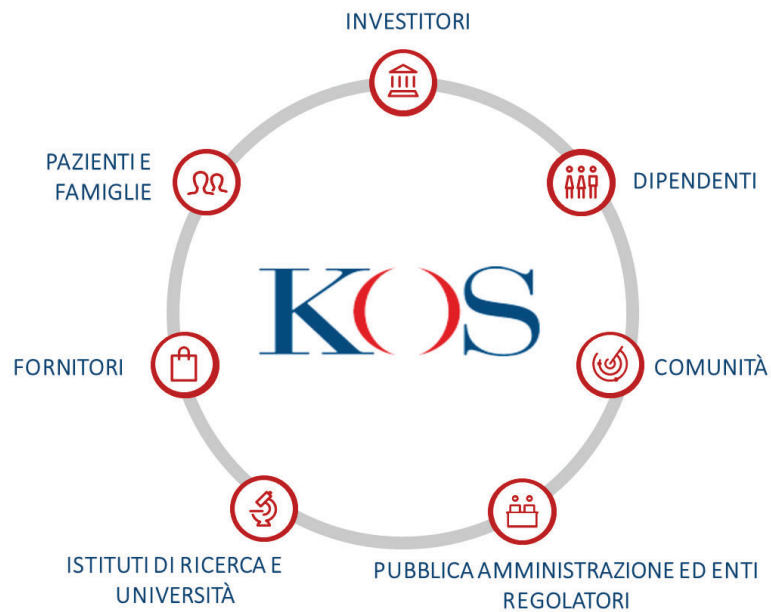 INVESTITORI
PAZIENTI E
FAMIGLIE
DIPENDENTI
KOS
FORNITORI
COMUNITÀ
ISTITUTI DI RICERCA E
UNIVERSITÀ
PUBBLICA AMMINISTRAZIONE ED ENTI
REGOLATORI